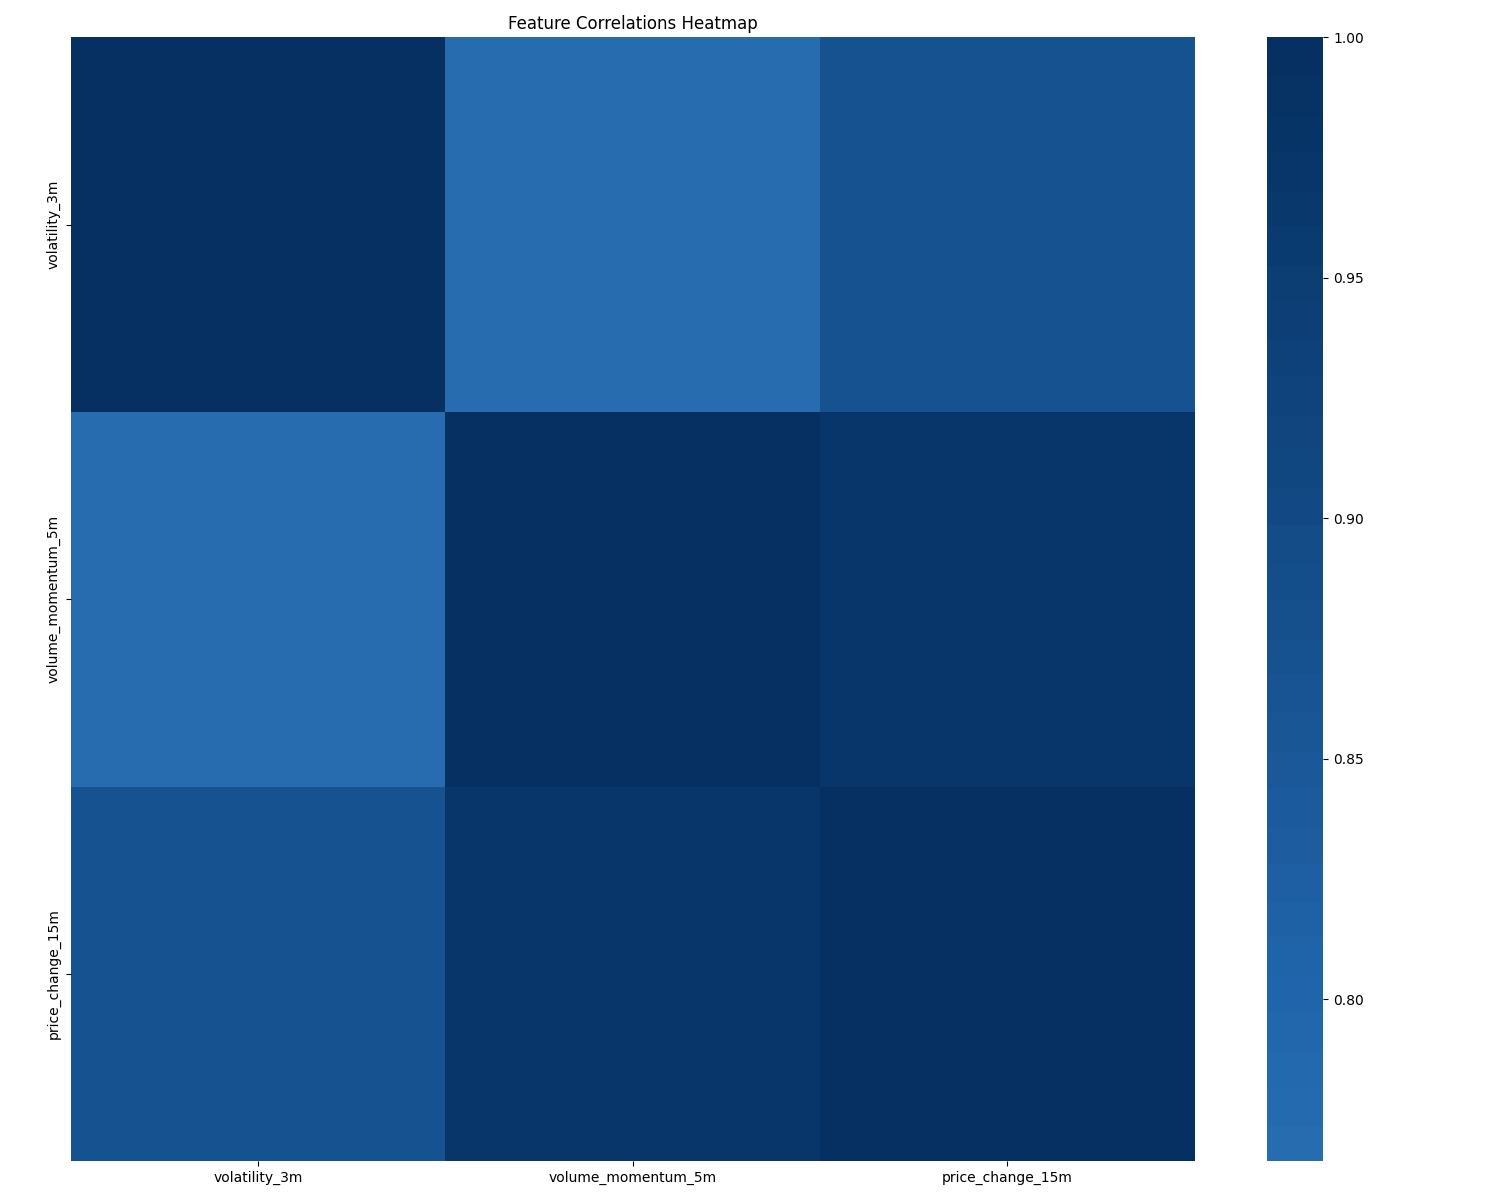 Feature Correlations Heatmap
volatility_3m
volume_momentum_5m
price_change_15m
volatility_3m
volume_momentum_5m
price_change_15m
1.00
0.95
0.90
0.85
0.80